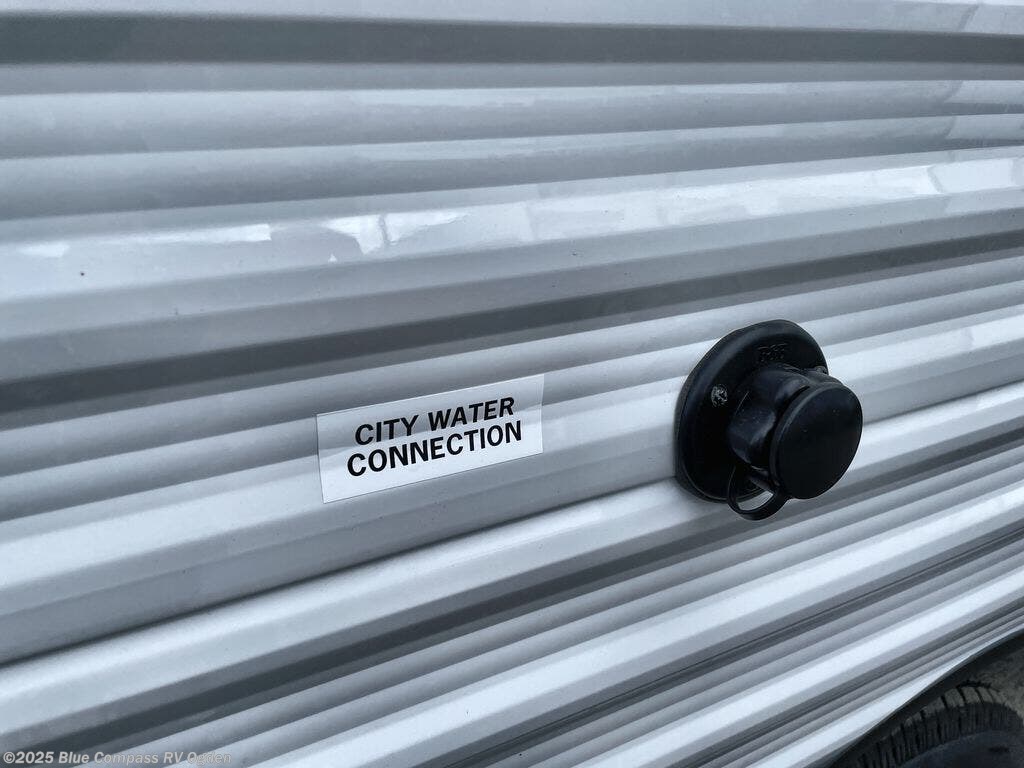 CITY WATER
CONNECTION
©2025 Blue Compass RV Ogden